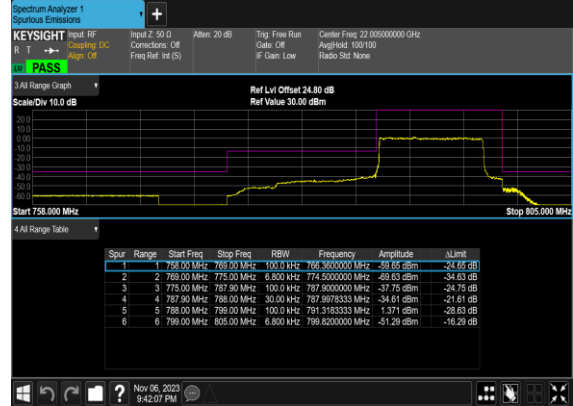 Spectrum Analyzer 1
Spurious Emissions
+
KEYSIGHT Input: RF Input Z: 50 Ω Atten: 20 dB Trig: Free Run Center Freq: 22.005000000 GHz
R T Coupling: DC Corrections: Off Gate: Off Avg|Hold: 100/100
Align: Off Freq Ref: Int (S) IF Gain: Low Radio Std: None
PASS
3.All Range Graph
Ref Lvl Offset 24.80 dB
Scale/Div 10.0 dB Ref Value 30.00 dBm
20.0
10.0
0.00
-10.0
-20.0
-30.0
-40.0
-50.0
-60.0
Start 758.000 MHz Stop 805.000 MHz
4.All Range Table
Spur Range Start Freq Stop Freq RBW Frequency Amplitude ΔLimit
1 1 758.00 MHz 769.00 MHz 100.0 kHz 766.3600000 MHz -59.65 dBm -24.65 dB
2 2 769.00 MHz 775.00 MHz 6.800 kHz 774.5000000 MHz -69.63 dBm -34.63 dB
3 3 775.00 MHz 787.90 MHz 100.0 kHz 787.9000000 MHz -37.75 dBm -24.75 dB
4 4 787.90 MHz 788.00 MHz 30.00 kHz 787.9978333 MHz -34.61 dBm -21.61 dB
5 5 788.00 MHz 799.00 MHz 100.0 kHz 791.3183333 MHz 1.371 dBm -28.63 dB
6 6 799.00 MHz 805.00 MHz 6.800 kHz 799.8200000 MHz -51.29 dBm -16.29 dB
? Nov 06, 2023
9:42:07 PM